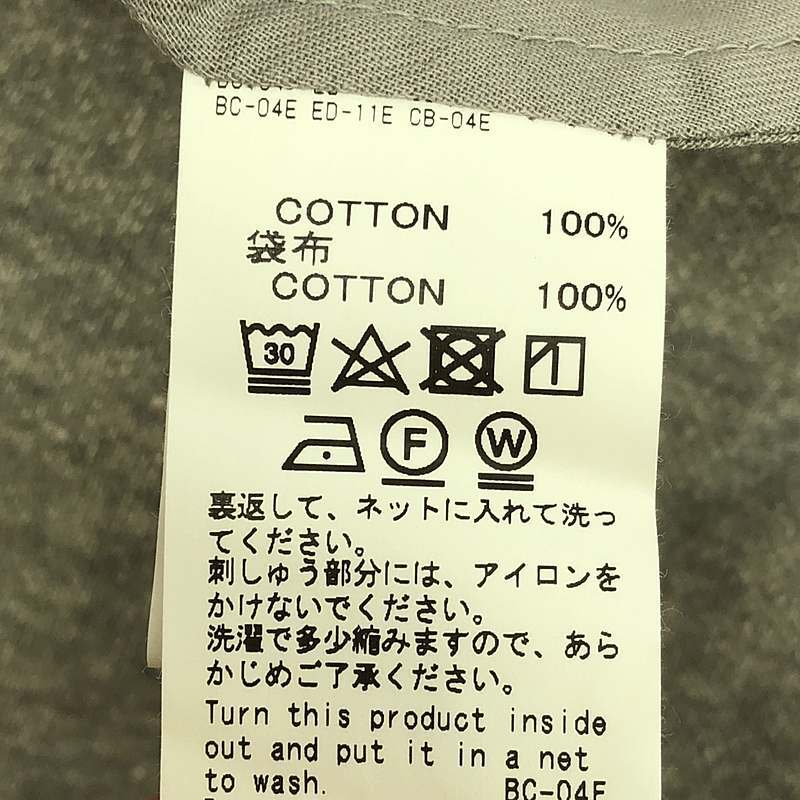 BC-04E ED-11E CB-04E
COTTON 100%
袋布
COTTON 100%
30
F W
裏返して、ネットに入れて洗っ
てください。
刺しゅう部分には、アイロンを
かけないでください。
洗濯で多少縮みますので、あら
かじめご了承ください。
Turn this product inside
out and put it in a net
to wash. BC-04E